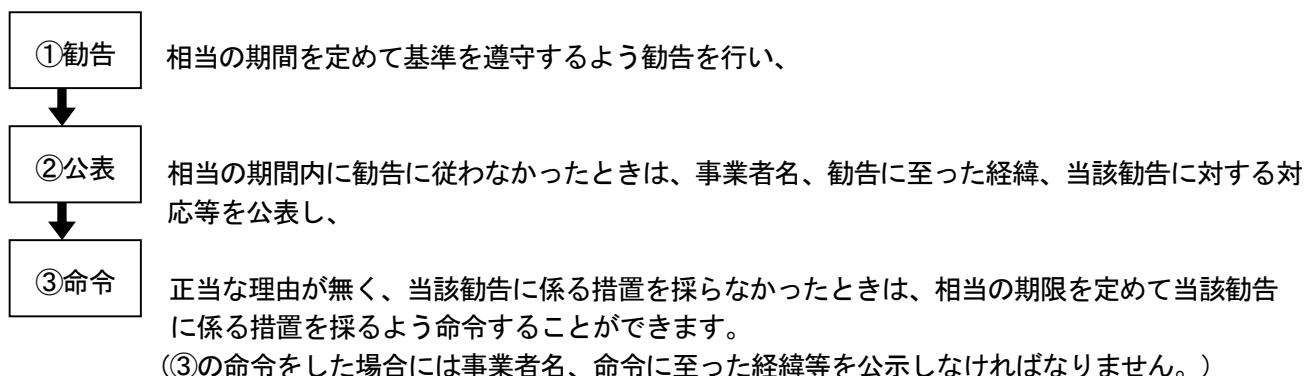 ①勧告
相当の期間を定めて基準を遵守するよう勧告を行い、
②公表
相当の期間内に勧告に従わなかったときは、事業者名、勧告に至った経緯、当該勧告に対する対
応等を公表し、
③命令
正当な理由が無く、当該勧告に係る措置を採らなかったときは、相当の期限を定めて当該勧告
に係る措置を採るよう命令することができます。
(③の命令をした場合には事業者名、命令に至った経緯等を公示しなければなりません。)